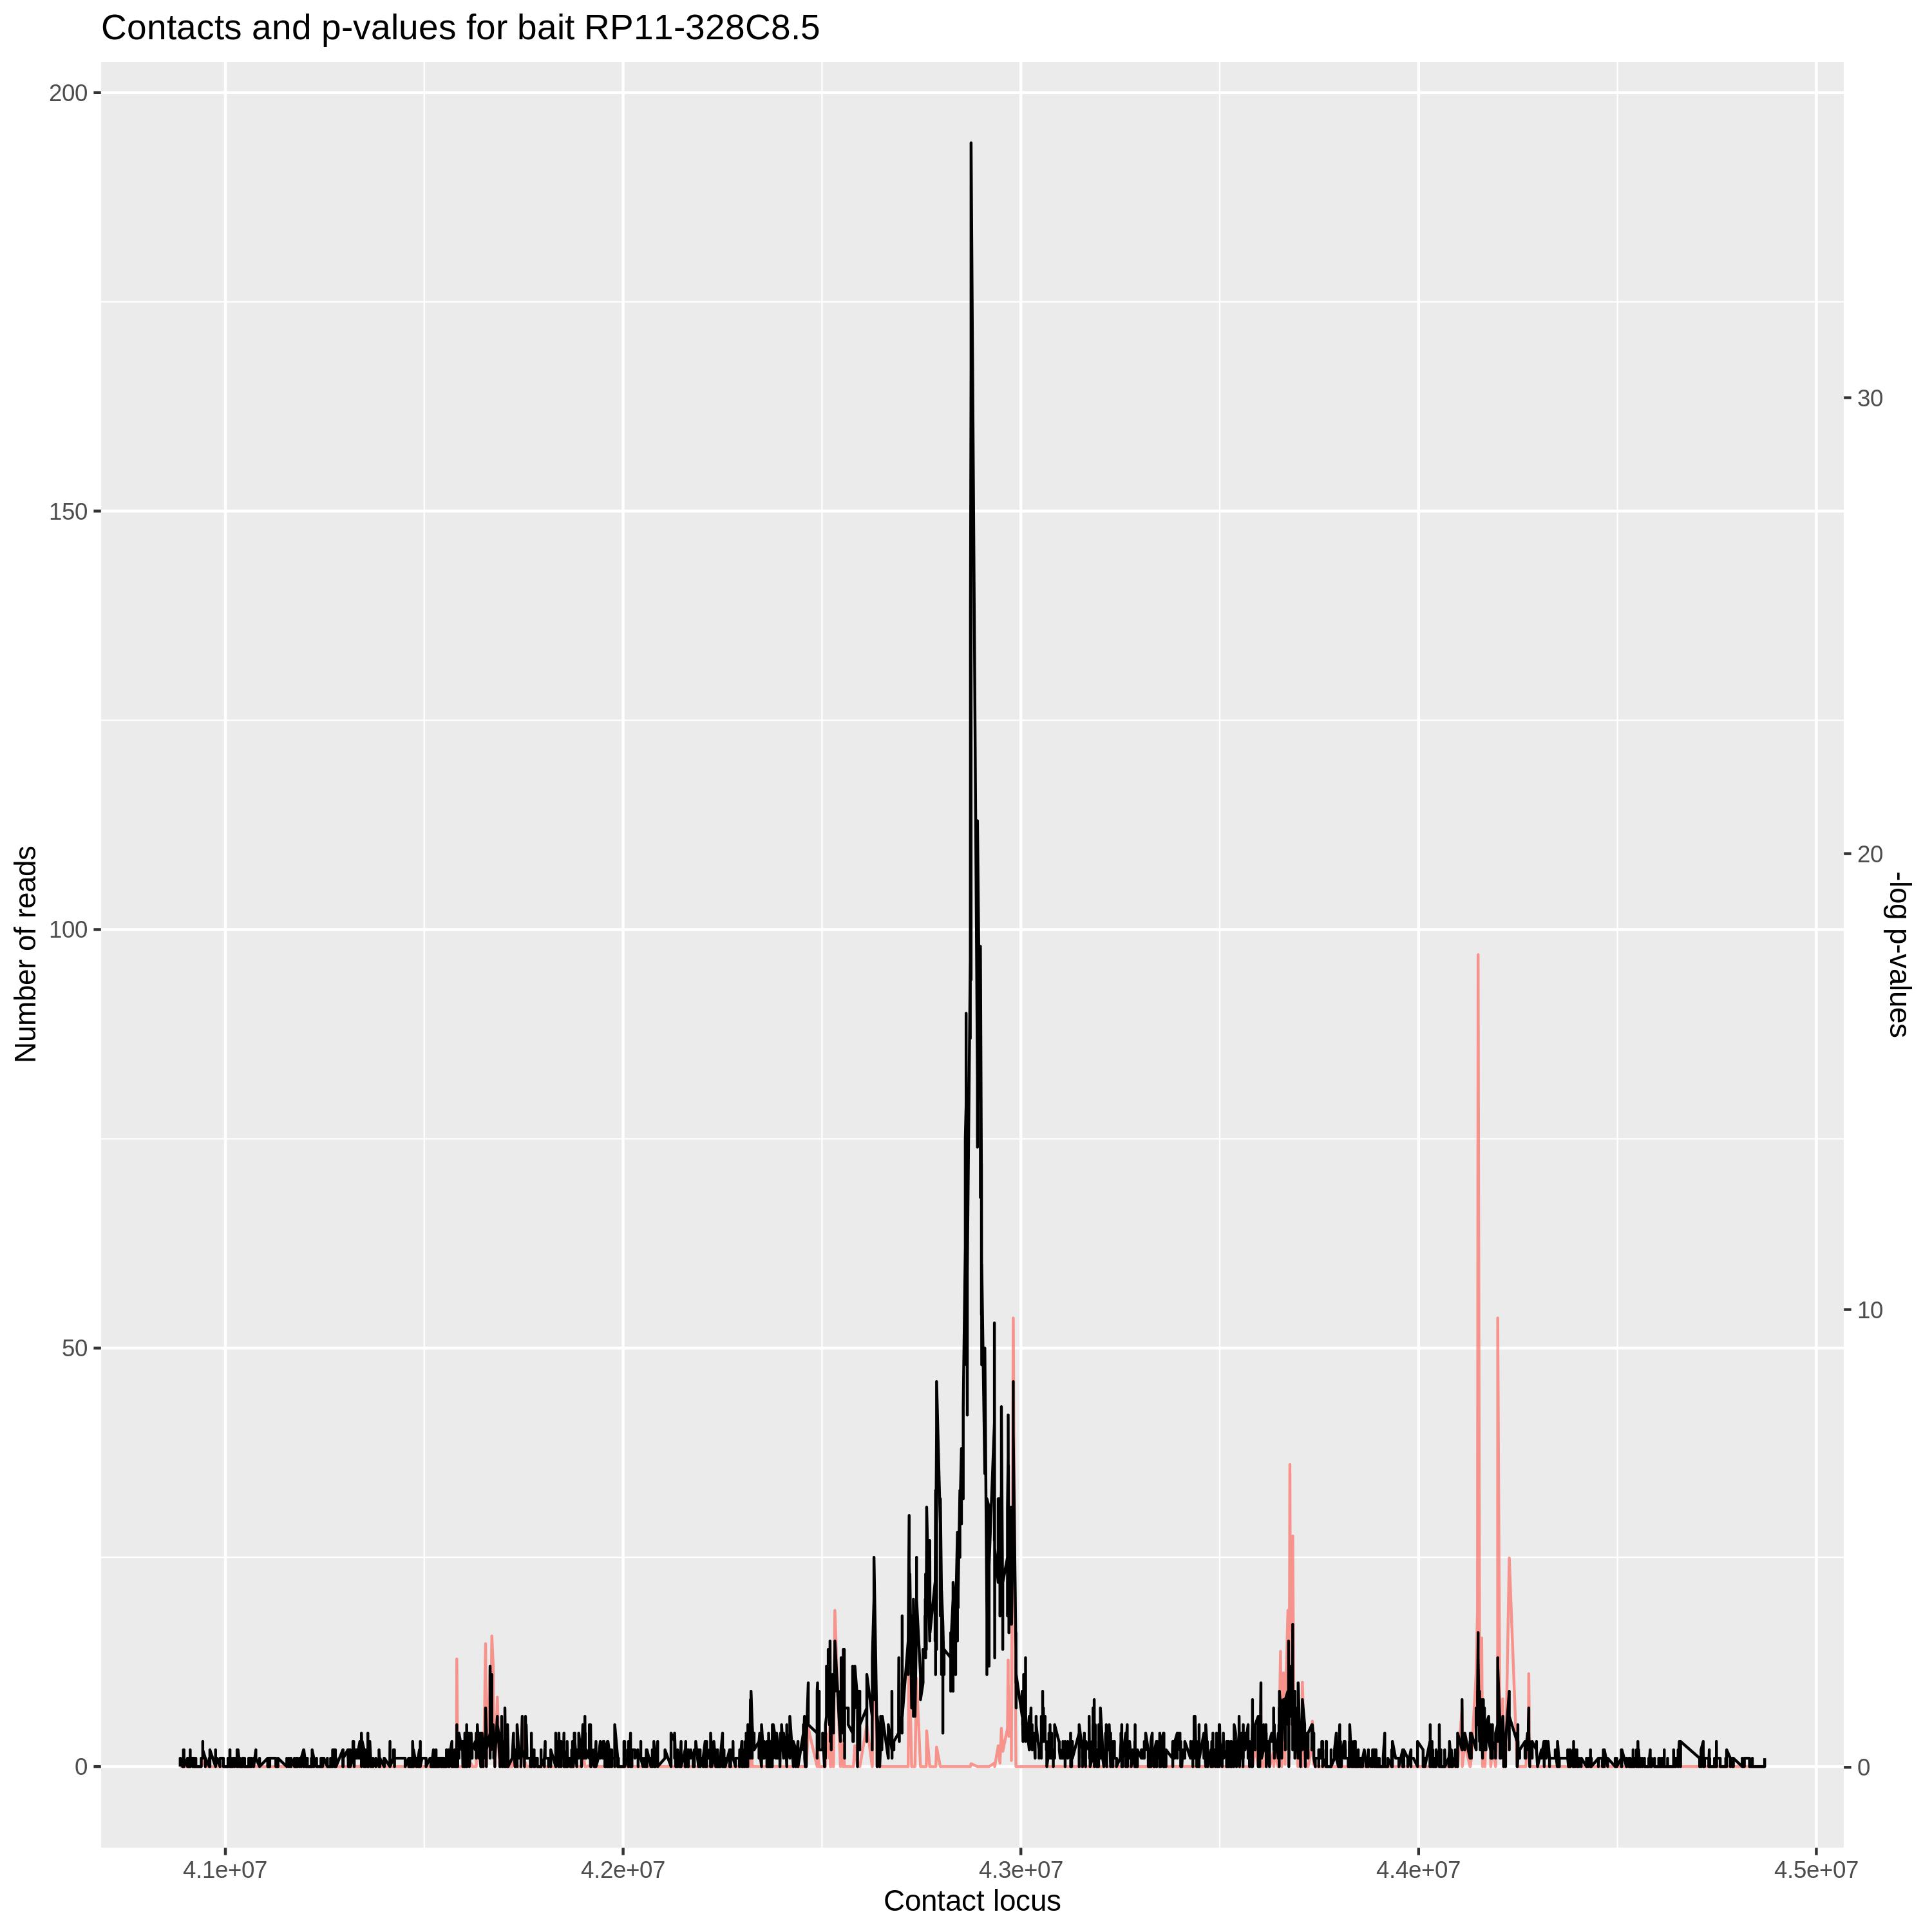 Contacts and p-values for bait RP11-328C8.5
200
150
100
50
0
Number of reads
30
20
10
0
-log p-values
4.1e+07 4.2e+07 4.3e+07 4.4e+07 4.5e+07
Contact locus